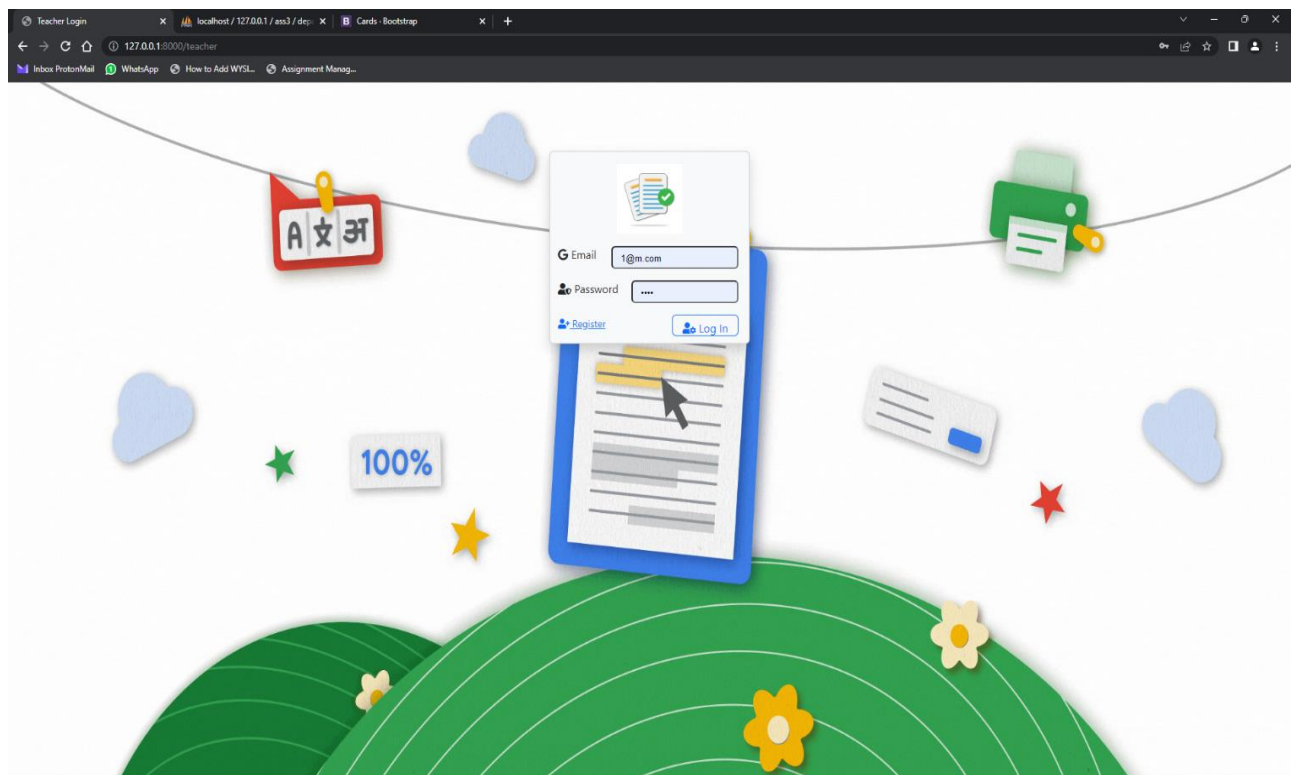 Teacher Login
localhost / 127.0.0.1 / ass3 / dep
Cards · Bootstrap
127.0.0.1:8000/teacher
Inbox ProtonMail
WhatsApp
How to Add WYSI...
Assignment Manag...
A 文 अ
Email
1@m.com
Password
Register
Log In
100%